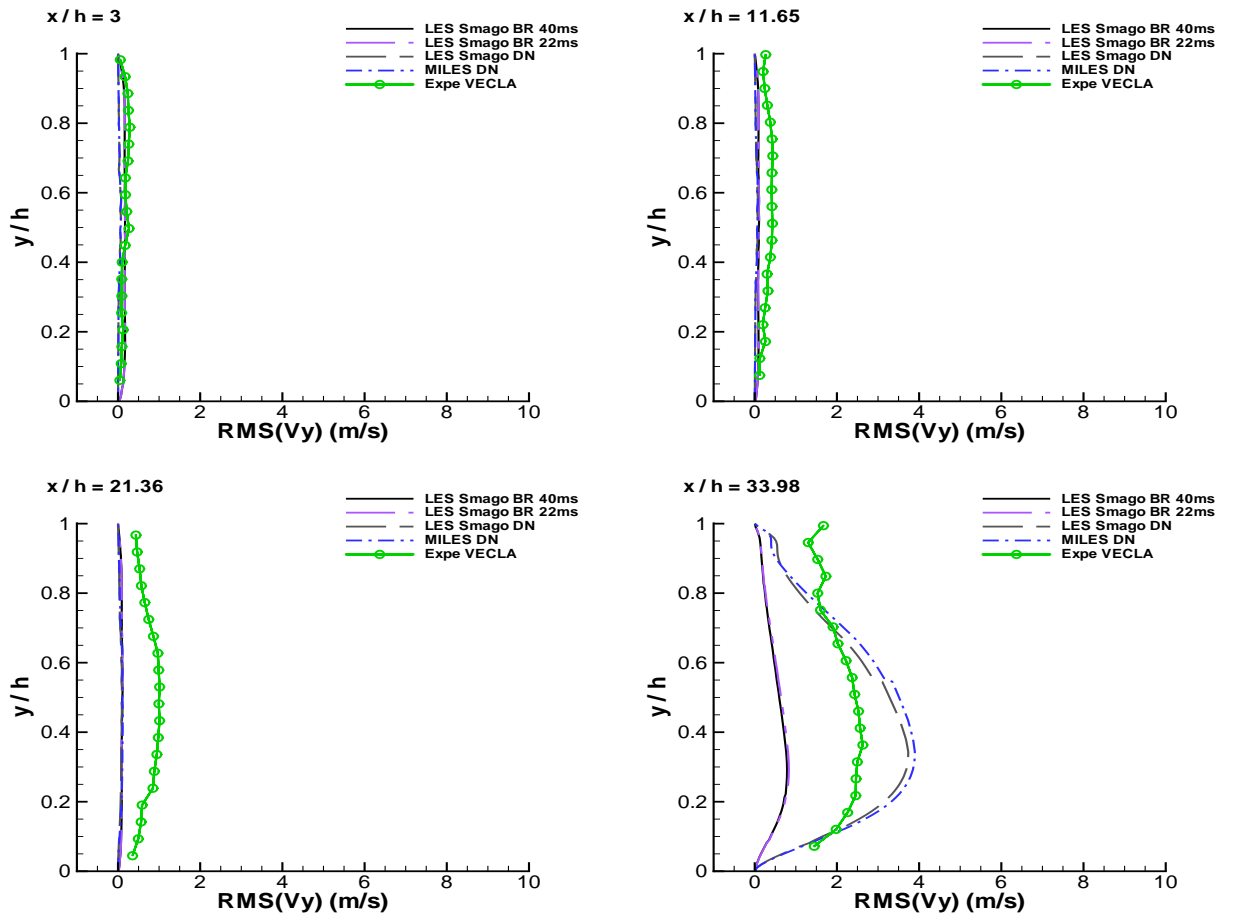 x / h = 3
LES Smago BR 40ms
LES Smago BR 22ms
LES Smago DN
MILES DN
Expe VECLA
1
0.8
0.6
0.4
0.2
0
y / h
0 2 4 6 8 10
RMS(Vy) (m/s)
x / h = 11.65
LES Smago BR 40ms
LES Smago BR 22ms
LES Smago DN
MILES DN
Expe VECLA
1
0.8
0.6
0.4
0.2
0
y / h
0 2 4 6 8 10
RMS(Vy) (m/s)
x / h = 21.36
LES Smago BR 40ms
LES Smago BR 22ms
LES Smago DN
MILES DN
Expe VECLA
1
0.8
0.6
0.4
0.2
0
y / h
0 2 4 6 8 10
RMS(Vy) (m/s)
x / h = 33.98
LES Smago BR 40ms
LES Smago BR 22ms
LES Smago DN
MILES DN
Expe VECLA
1
0.8
0.6
0.4
0.2
0
y / h
0 2 4 6 8 10
RMS(Vy) (m/s)